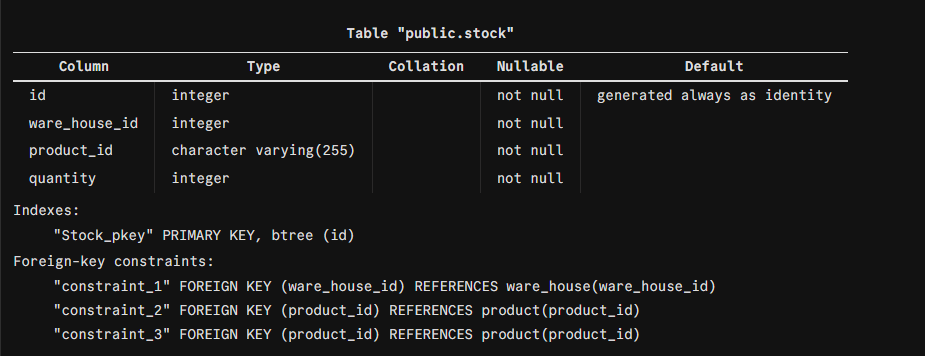 Table "public.stock"
Column Type Collation Nullable Default
id integer not null generated always as identity
ware_house_id integer not null
product_id character varying(255) not null
quantity integer not null
Indexes:
"Stock_pkey" PRIMARY KEY, btree (id)
Foreign-key constraints:
"constraint_1" FOREIGN KEY (ware_house_id) REFERENCES ware_house(ware_house_id)
"constraint_2" FOREIGN KEY (product_id) REFERENCES product(product_id)
"constraint_3" FOREIGN KEY (product_id) REFERENCES product(product_id)